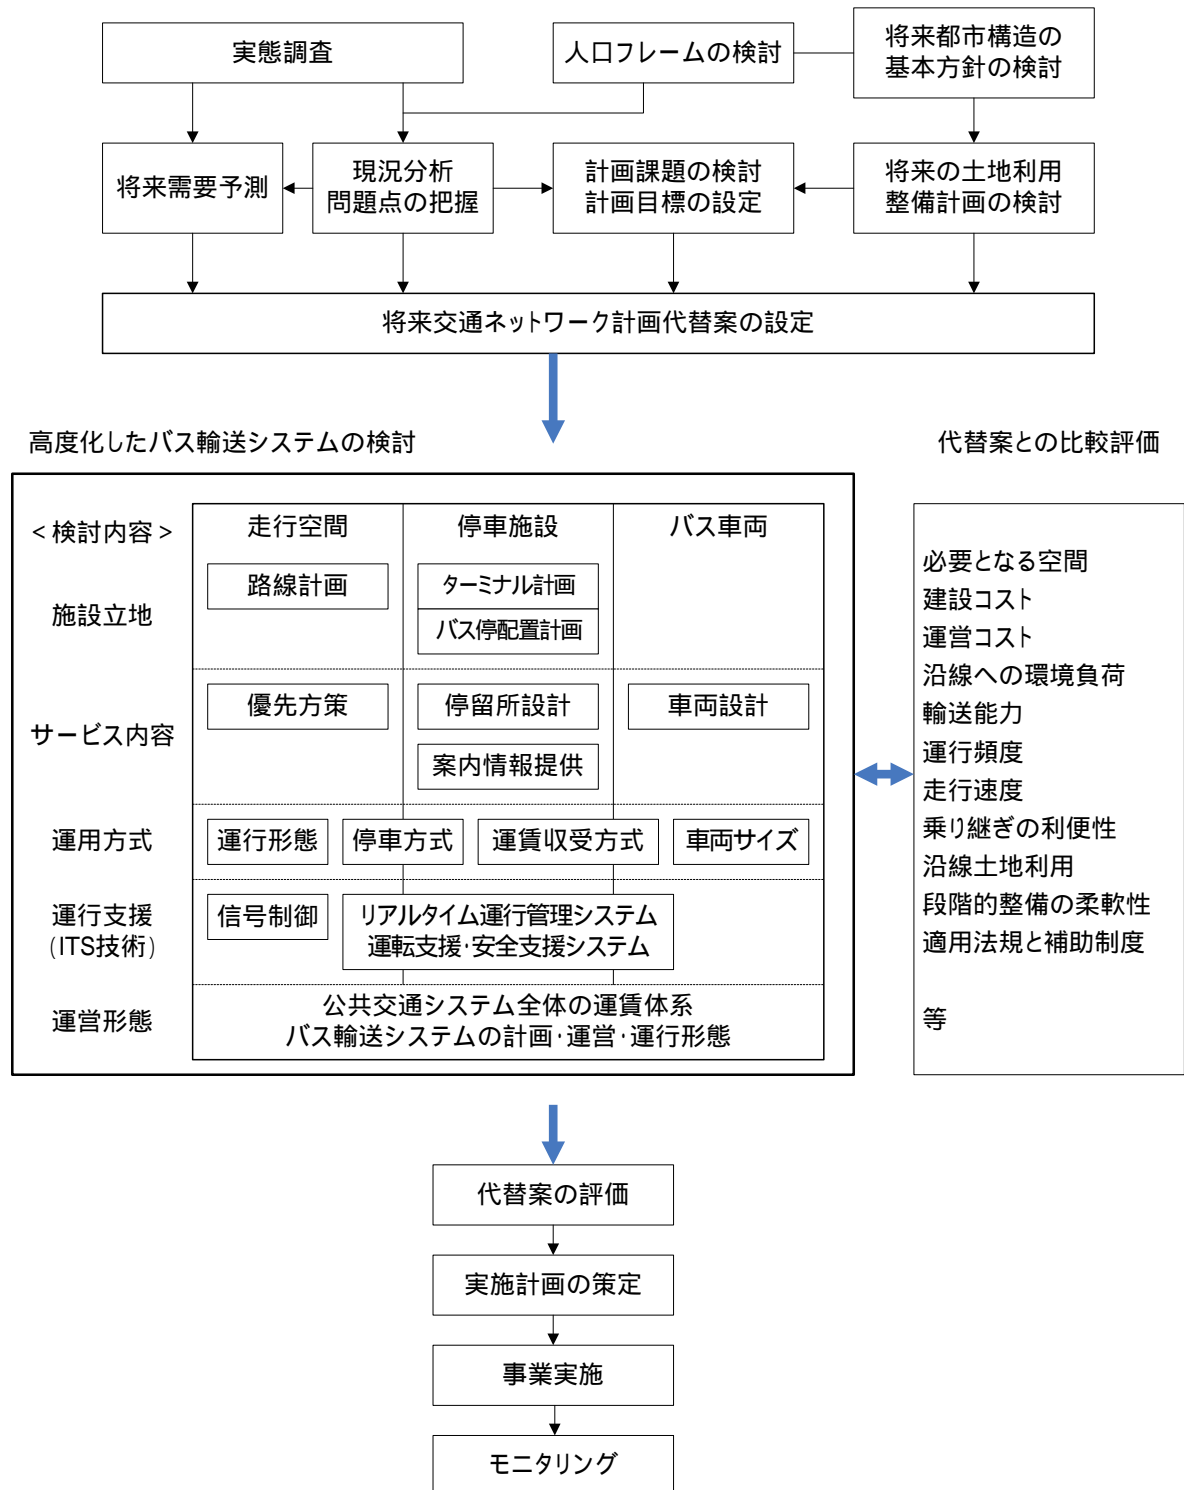 実態調査
人口フレームの検討
将来都市構造の
基本方針の検討
将来需要予測
現況分析
問題点の把握
計画課題の検討
計画目標の設定
将来の土地利用
整備計画の検討
将来交通ネットワーク計画代替案の設定
高度化したバス輸送システムの検討
<検討内容>
走行空間
停車施設
バス車両
施設立地
路線計画
ターミナル計画
バス停配置計画
サービス内容
優先方策
停留所設計
車両設計
案内情報提供
運用方式
運行形態
停車方式
運賃収受方式
車両サイズ
運行支援
(ITS技術)
信号制御
リアルタイム運行管理システム
運転支援・安全支援システム
運営形態
公共交通システム全体の運賃体系
バス輸送システムの計画・運営・運行形態
代替案との比較評価
必要となる空間
建設コスト
運営コスト
沿線への環境負荷
輸送能力
運行頻度
走行速度
乗り継ぎの利便性
沿線土地利用
段階的整備の柔軟性
適用法規と補助制度
等
代替案の評価
実施計画の策定
事業実施
モニタリング